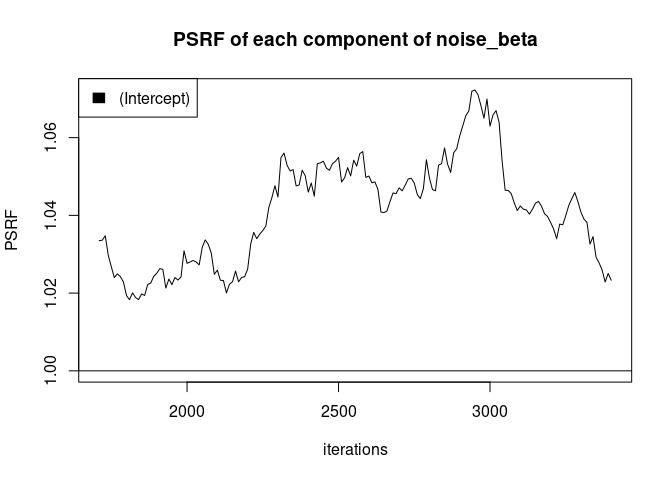 PSRF of each component of noise_beta
(Intercept)
1.06
1.04
1.02
1.00
PSRF
2000 2500 3000
iterations